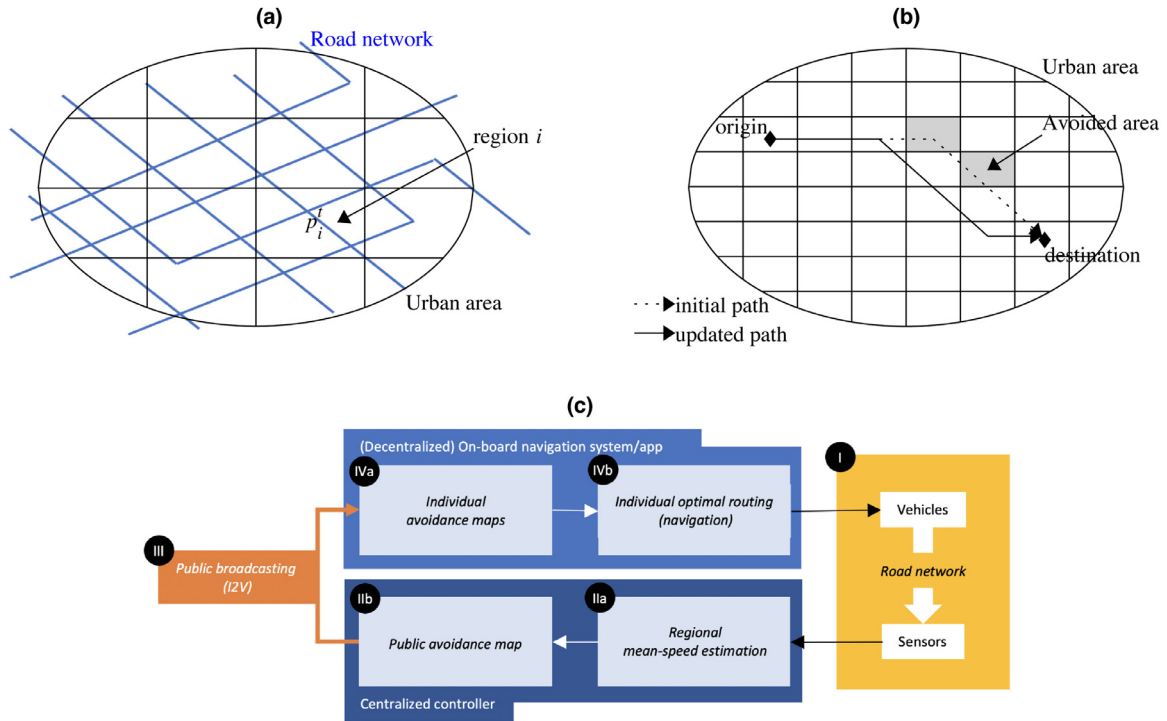 (a)
Road network
region i
p_i^t
Urban area
(b)
Urban area
origin
Avoided area
destination
initial path
updated path
(c)
(Decentralized) On-board navigation system/app
IVa
Individual
avoidance maps
IVb
Individual optimal routing
(navigation)
I
Vehicles
Road network
Sensors
III
Public broadcasting
(I2V)
IIb
Public avoidance map
IIa
Regional
mean-speed estimation
Centralized controller